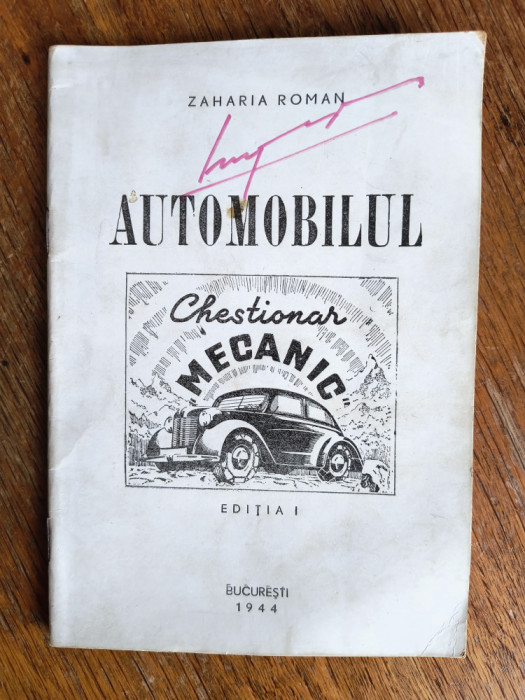 ZAHARIA ROMAN
AUTOMOBILUL
Chestionar
"MECANIC"
EDIȚIA I
BUCUREȘTI
1944